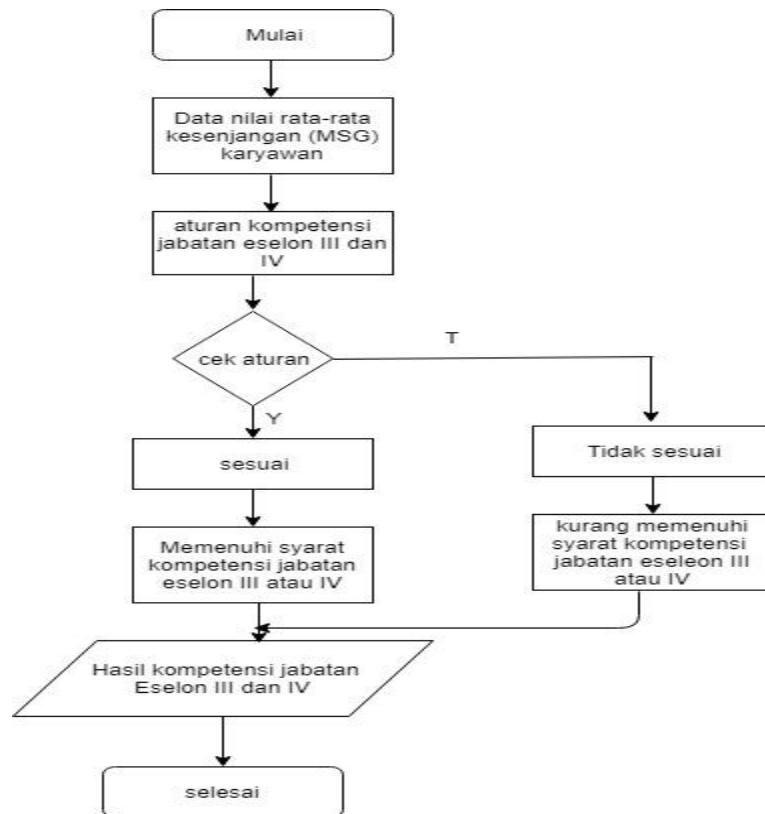 Mulai
Data nilai rata-rata
kesenjangan (MSG)
karyawan
aturan kompetensi
jabatan eselon III dan
IV
cek aturan
T
Y
sesuai
Tidak sesuai
Memenuhi syarat
kompetensi jabatan
eselon III atau IV
kurang memenuhi
syarat kompetensi
jabatan eseleon III
atau IV
Hasil kompetensi jabatan
Eselon III dan IV
selesai